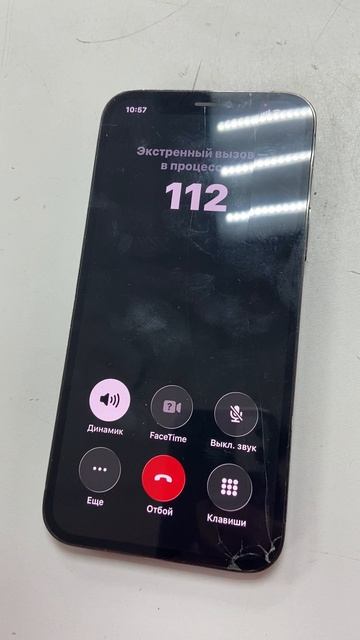 10:57
Экстренный вызов —
в процессе
112
Динамик
FaceTime
Выкл. звук
Еще
Отбой
Клавиши